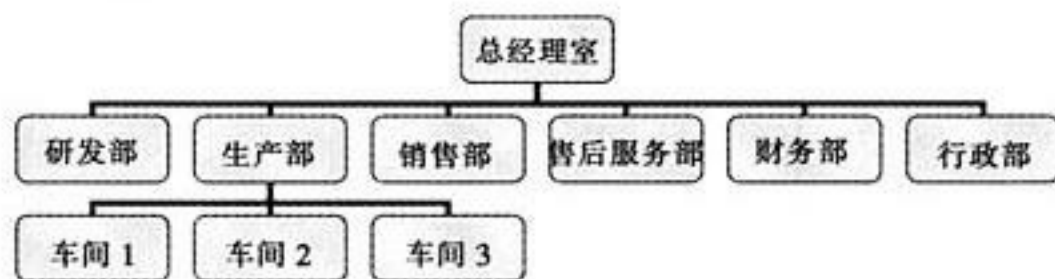 总经理室
研发部 生产部 销售部 售后服务部 财务部 行政部
车间 1 车间 2 车间 3